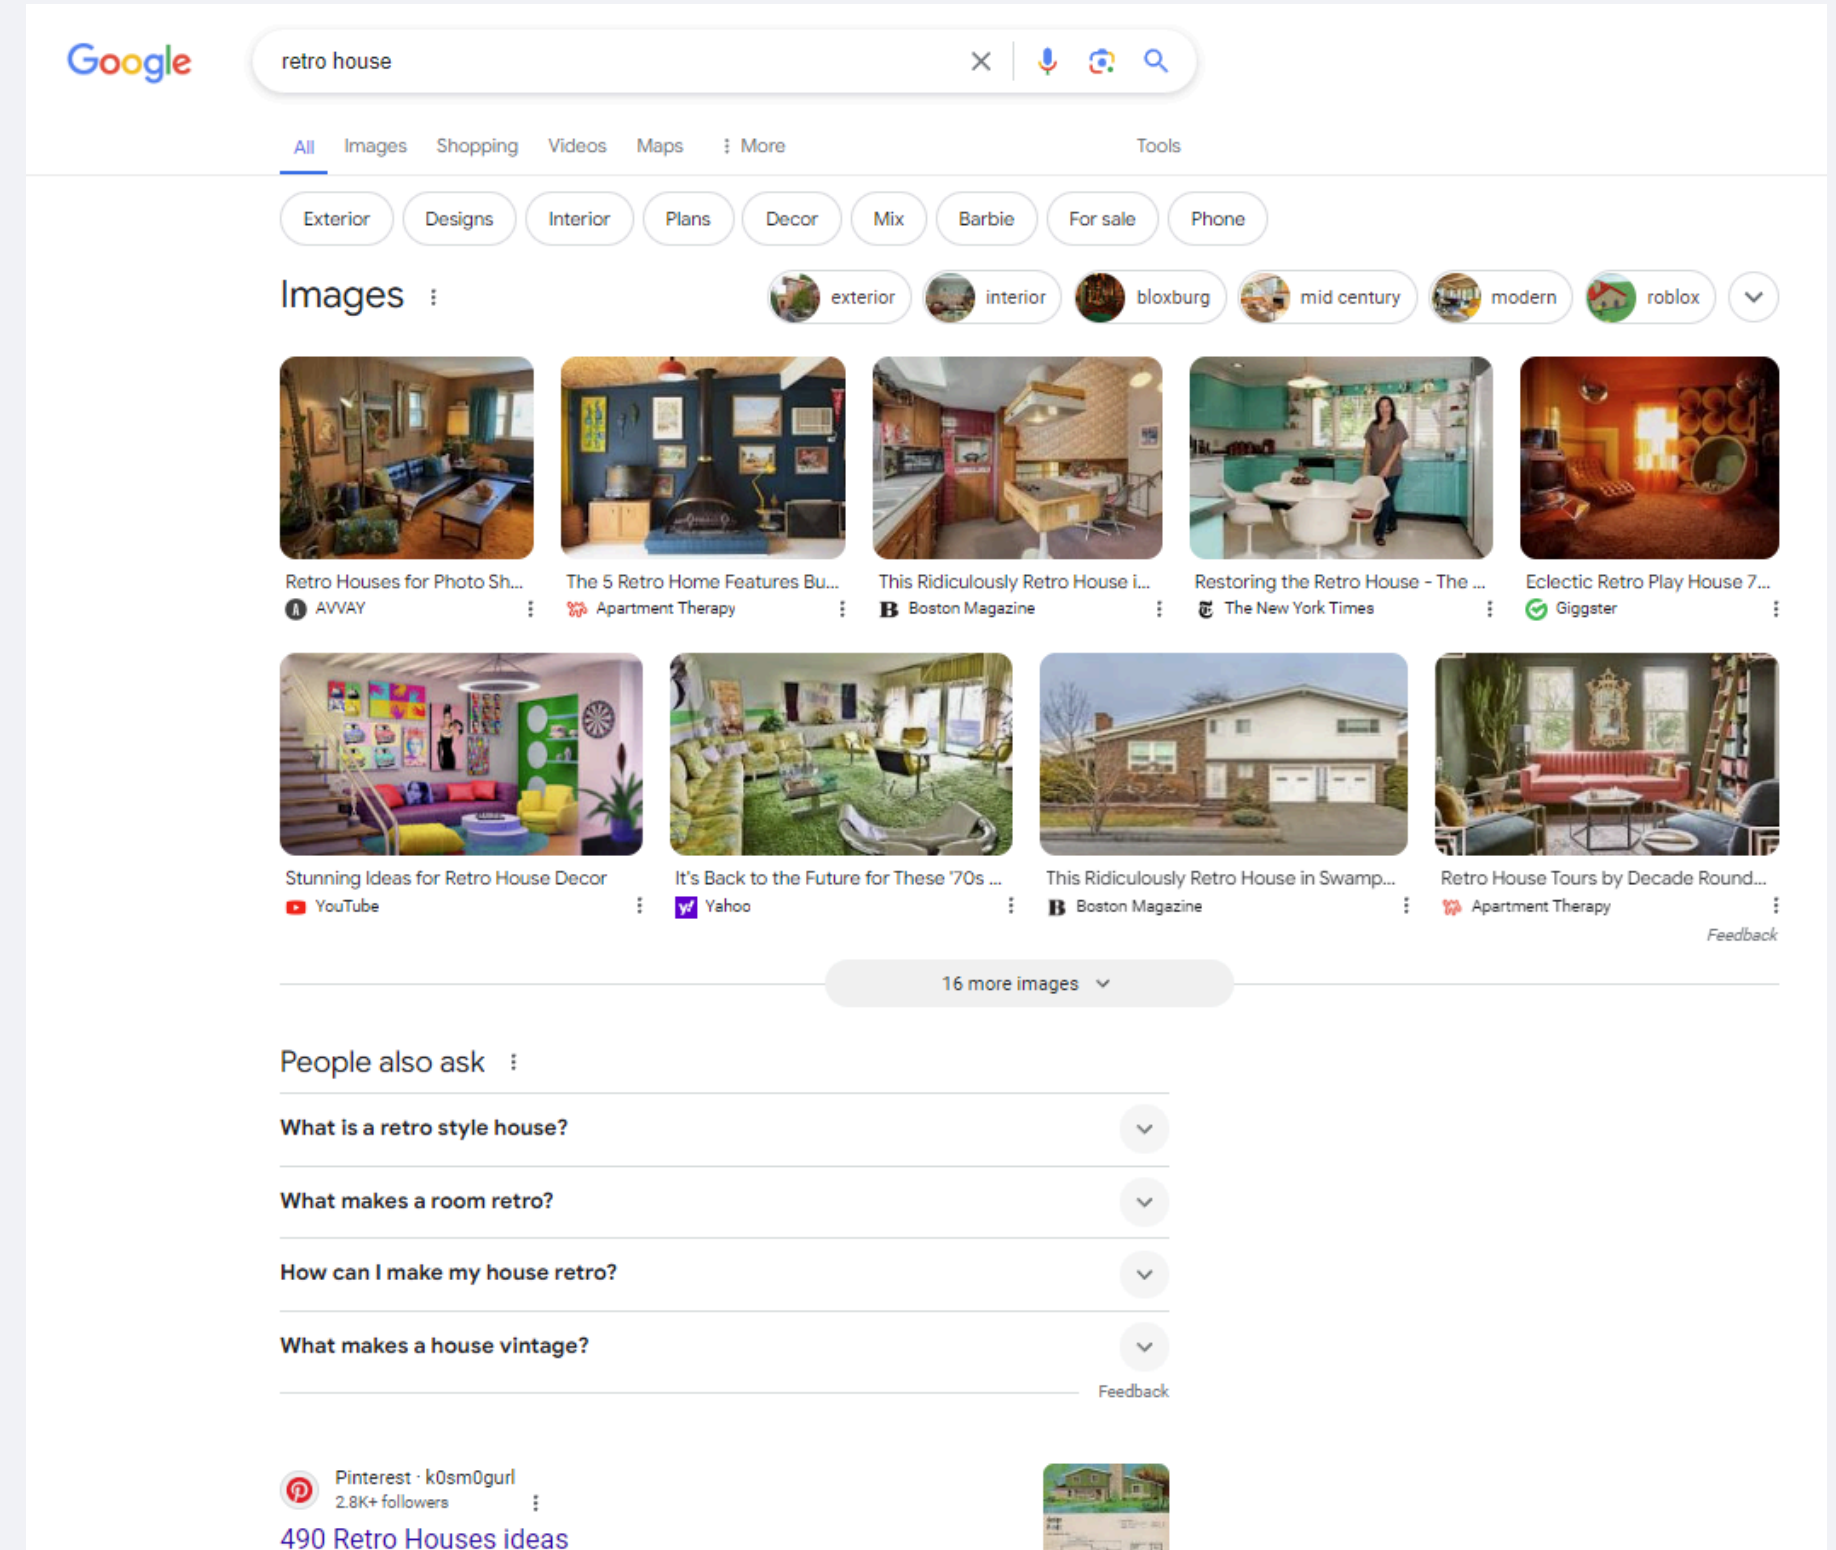 Google
retro house
All Images Shopping Videos Maps More Tools
Exterior Designs Interior Plans Decor Mix Barbie For sale Phone
Images
exterior interior bloxburg mid century modern roblox
Retro Houses for Photo Sh... The 5 Retro Home Features Bu... This Ridiculously Retro House i... Restoring the Retro House - The ... Eclectic Retro Play House 7...
AVVAY Apartment Therapy Boston Magazine The New York Times Giggster
Stunning Ideas for Retro House Decor It's Back to the Future for These '70s ... This Ridiculously Retro House in Swamp... Retro House Tours by Decade Round...
YouTube Yahoo Boston Magazine Apartment Therapy
Feedback
16 more images
People also ask
What is a retro style house?
What makes a room retro?
How can I make my house retro?
What makes a house vintage?
Feedback
Pinterest · k0sm0gurl
2.8K+ followers
490 Retro Houses ideas